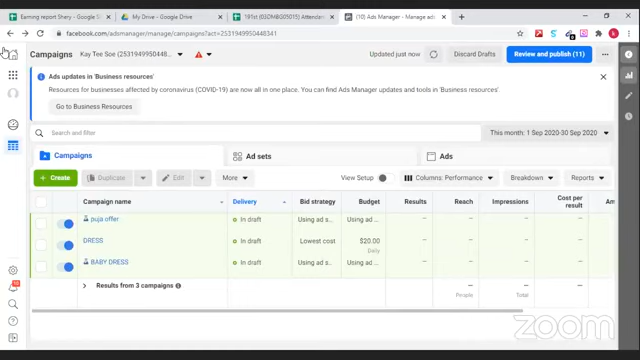 Earning report Shery - Google S
My Drive - Google Drive
191st (03DM8G05015) Attendan
(10) Ads Manager - Manage ads
facebook.com/adsmanager/manage/campaigns?act=2531949950448341
Campaigns
Kay Tee Soe (2531949950448...
Updated just now
Discard Drafts
Review and publish (11)
Ads updates in 'Business resources'
Resources for businesses affected by coronavirus (COVID-19) are now all in one place. You can find Ads Manager updates and tools in 'Business resources'.
Go to Business Resources
Search and filter
This month: 1 Sep 2020-30 Sep 2020
Campaigns
Ad sets
Ads
+ Create
Duplicate
Edit
More
View Setup
Columns: Performance
Breakdown
Reports
Campaign name
Delivery
Bid strategy
Budget
Results
Reach
Impressions
Cost per result
Am
puja offer
In draft
Using ad s...
Using ad ...
DRESS
In draft
Lowest cost
$20.00
Daily
BABY DRESS
In draft
Using ad s...
Using ad ...
Results from 3 campaigns
People
Total
zoom